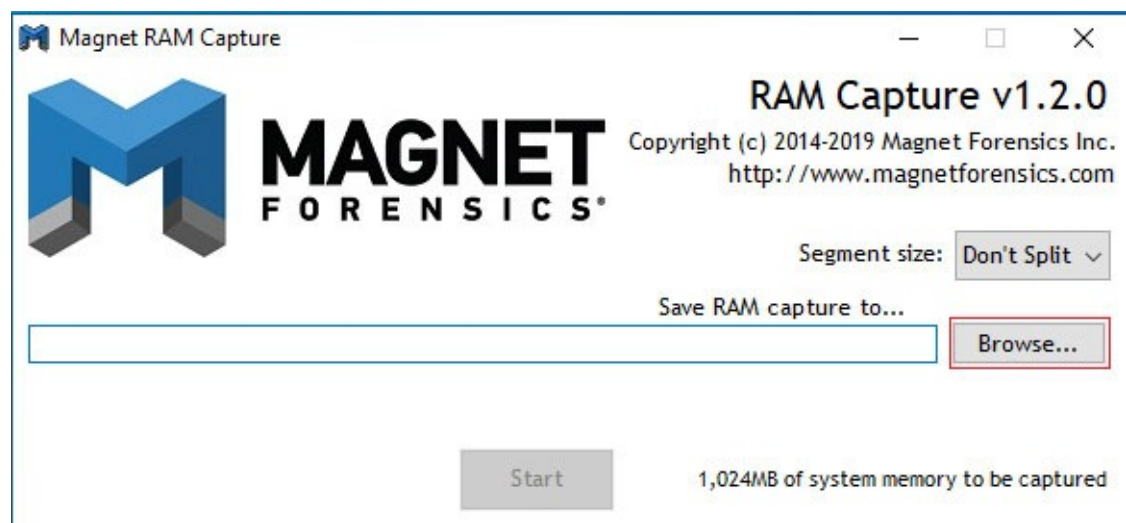 Magnet RAM Capture
MAGNET
FORENSICS®
RAM Capture v1.2.0
Copyright (c) 2014-2019 Magnet Forensics Inc.
http://www.magnetforensics.com
Segment size: Don't Split
Save RAM capture to...
Browse...
Start
1,024MB of system memory to be captured